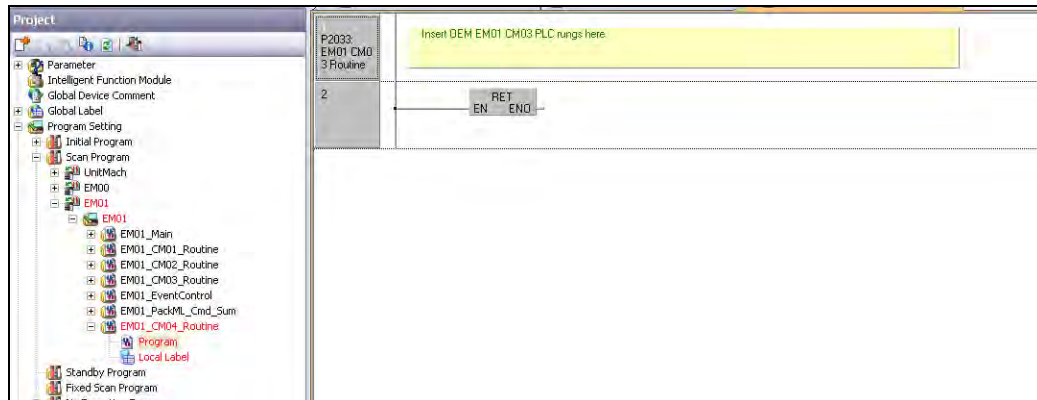 Project
Parameter
Intelligent Function Module
Global Device Comment
Global Label
Program Setting
Initial Program
Scan Program
UnitMach
EM00
EM01
EM01
EM01_Main
EM01_CM01_Routine
EM01_CM02_Routine
EM01_CM03_Routine
EM01_EventControl
EM01_PackML_Cmd_Sum
EM01_CM04_Routine
Program
Local Label
Standby Program
Fixed Scan Program
P2033:
EM01 CM0
3 Routine
Insert OEM EM01 CM03 PLC rungs here.
2
RET
EN ENO